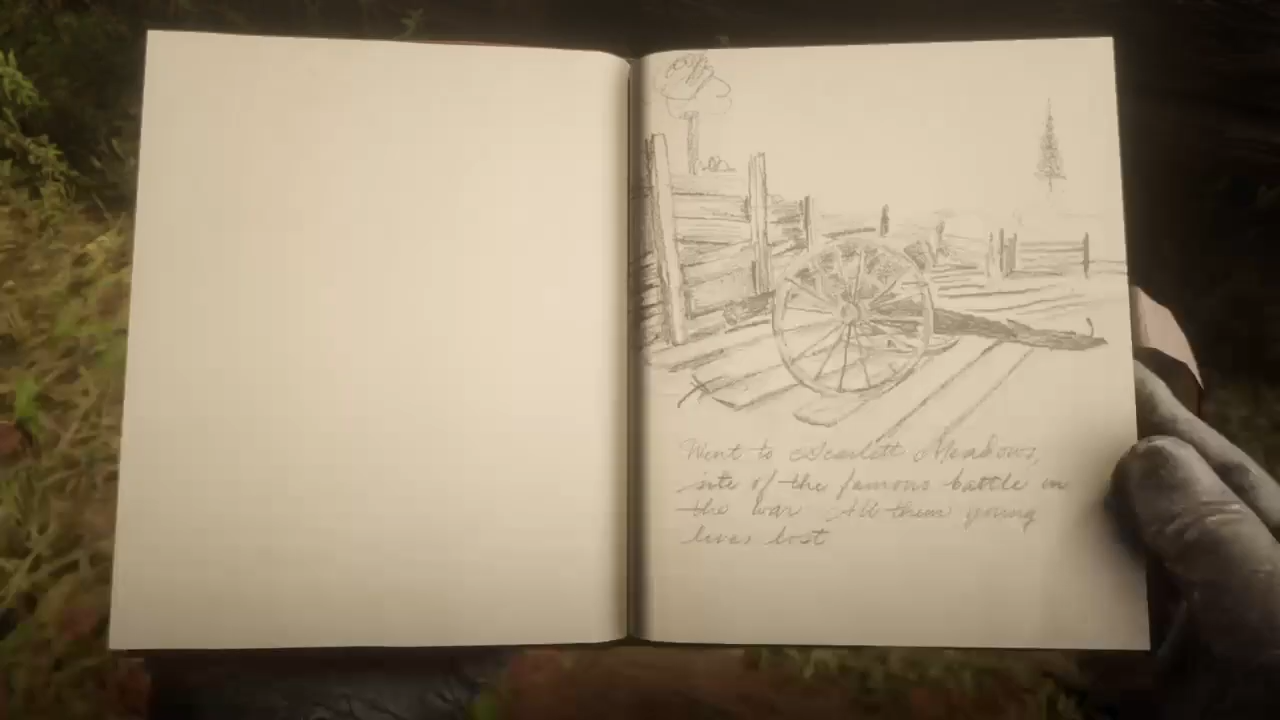 Went to Scarlett Meadows,
site of the famous battle in
the war All them young
lives lost